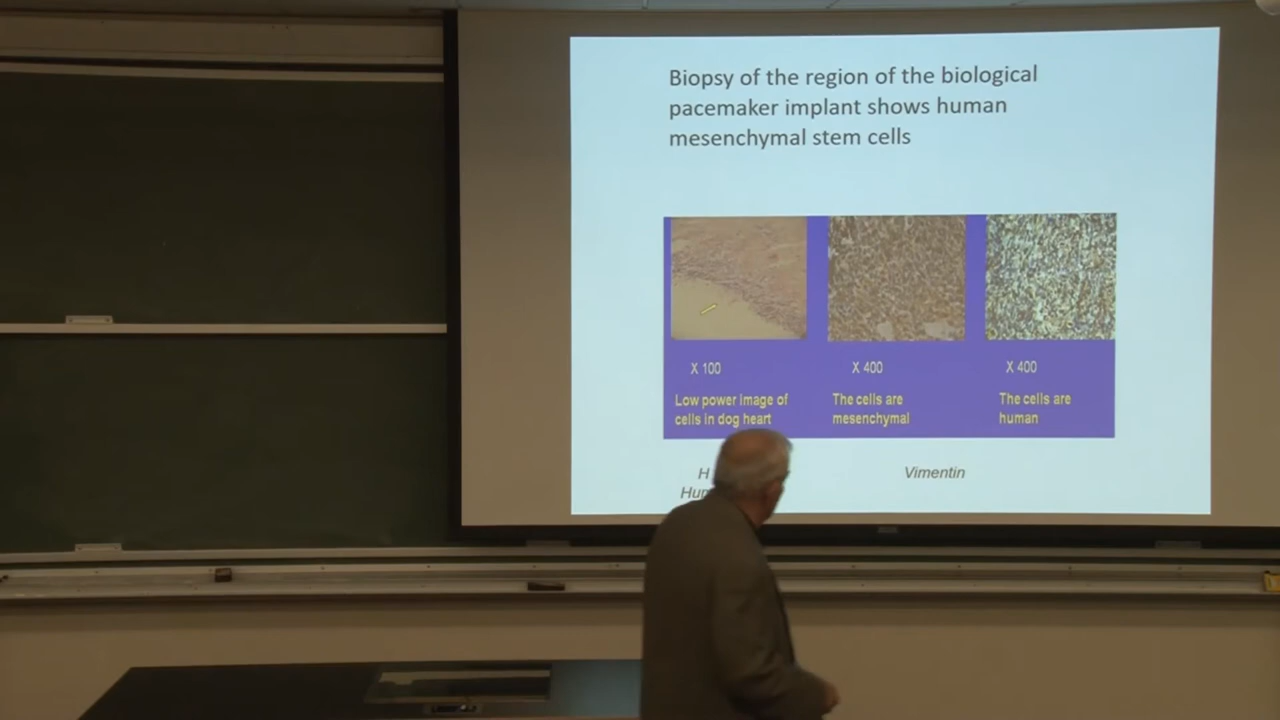 Biopsy of the region of the biological
pacemaker implant shows human
mesenchymal stem cells
X 100
X 400
X 400
Low power image of
cells in dog heart
The cells are
mesenchymal
The cells are
human
H
Vimentin